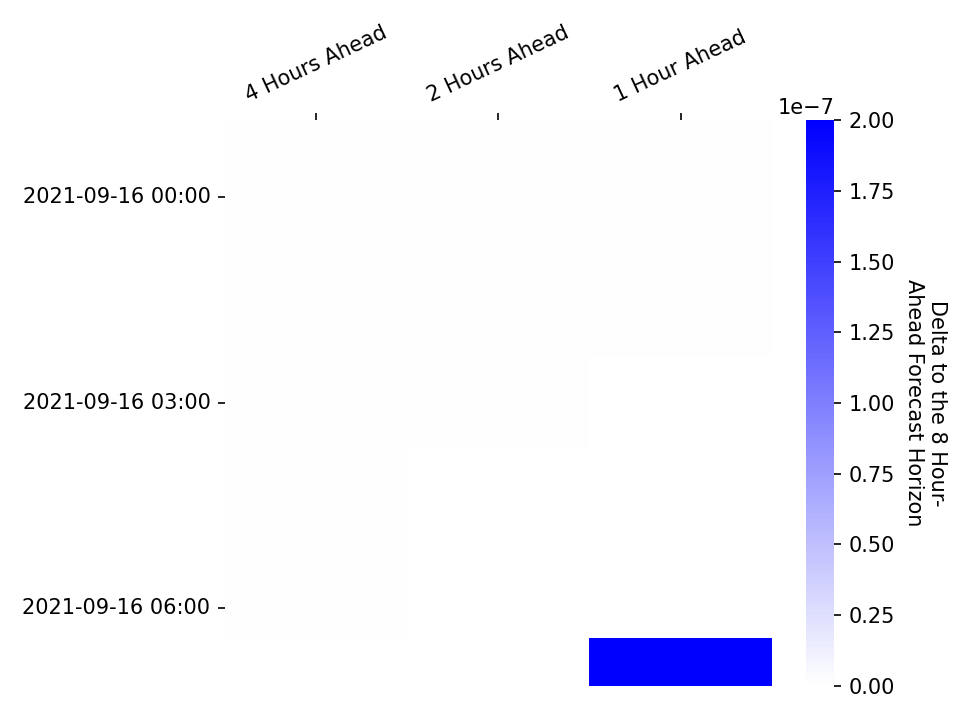 4 Hours Ahead
2 Hours Ahead
1 Hour Ahead
1e−7
2021-09-16 00:00
2021-09-16 03:00
2021-09-16 06:00
2.00
1.75
1.50
1.25
1.00
0.75
0.50
0.25
0.00
Delta to the 8 Hour-
Ahead Forecast Horizon